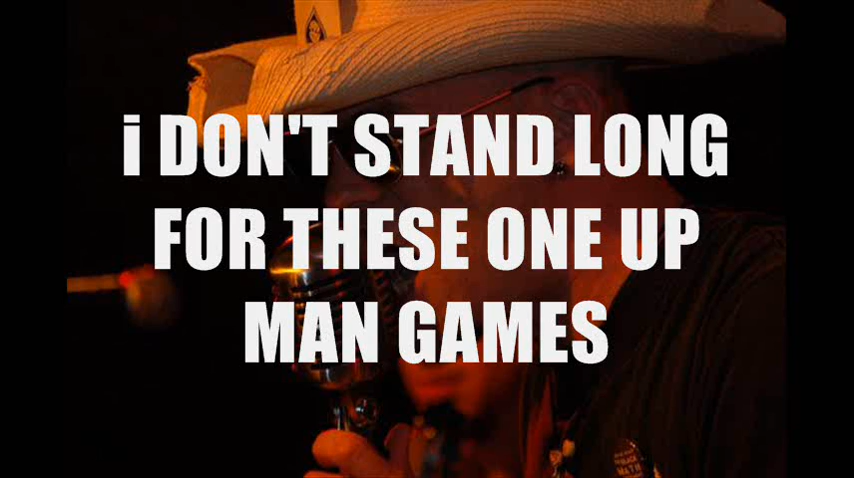 i DON'T STAND LONG
FOR THESE ONE UP
MAN GAMES